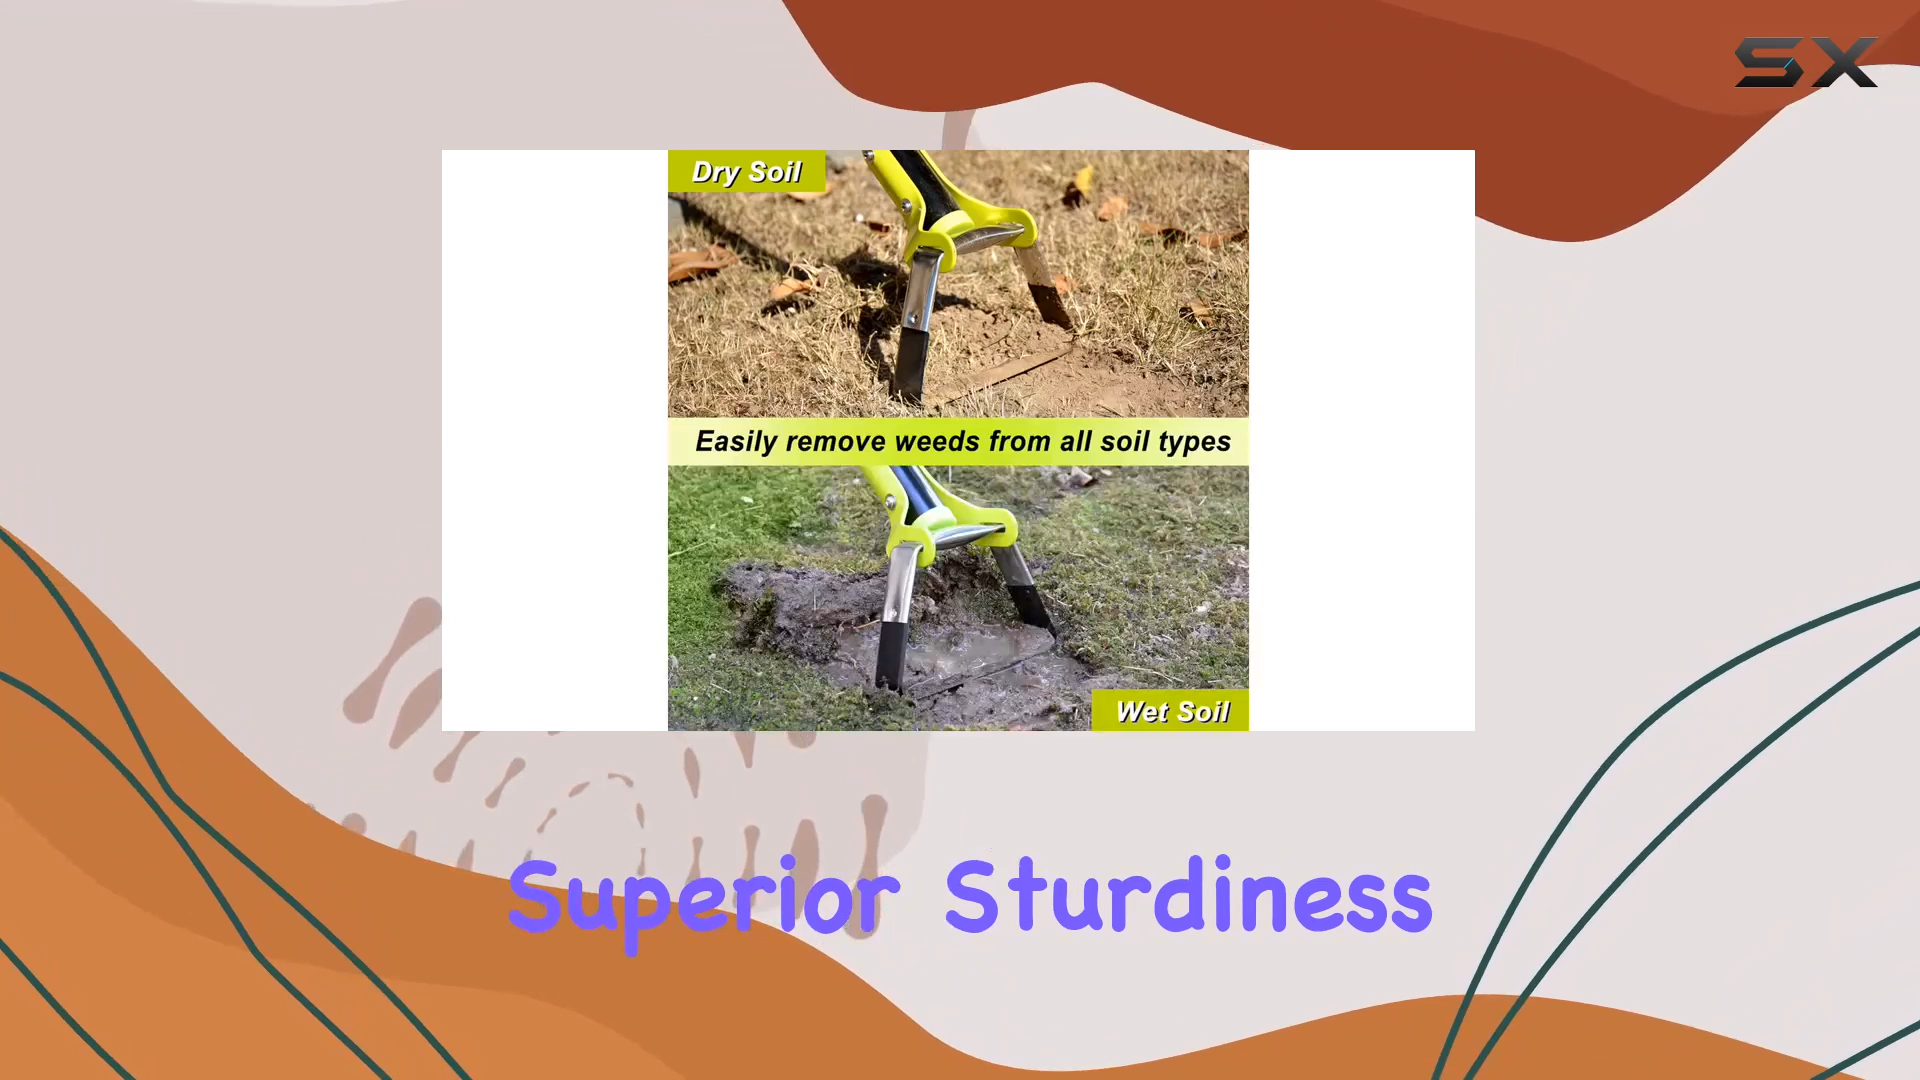 SX
Dry Soil
Easily remove weeds from all soil types
Wet Soil
Superior Sturdiness